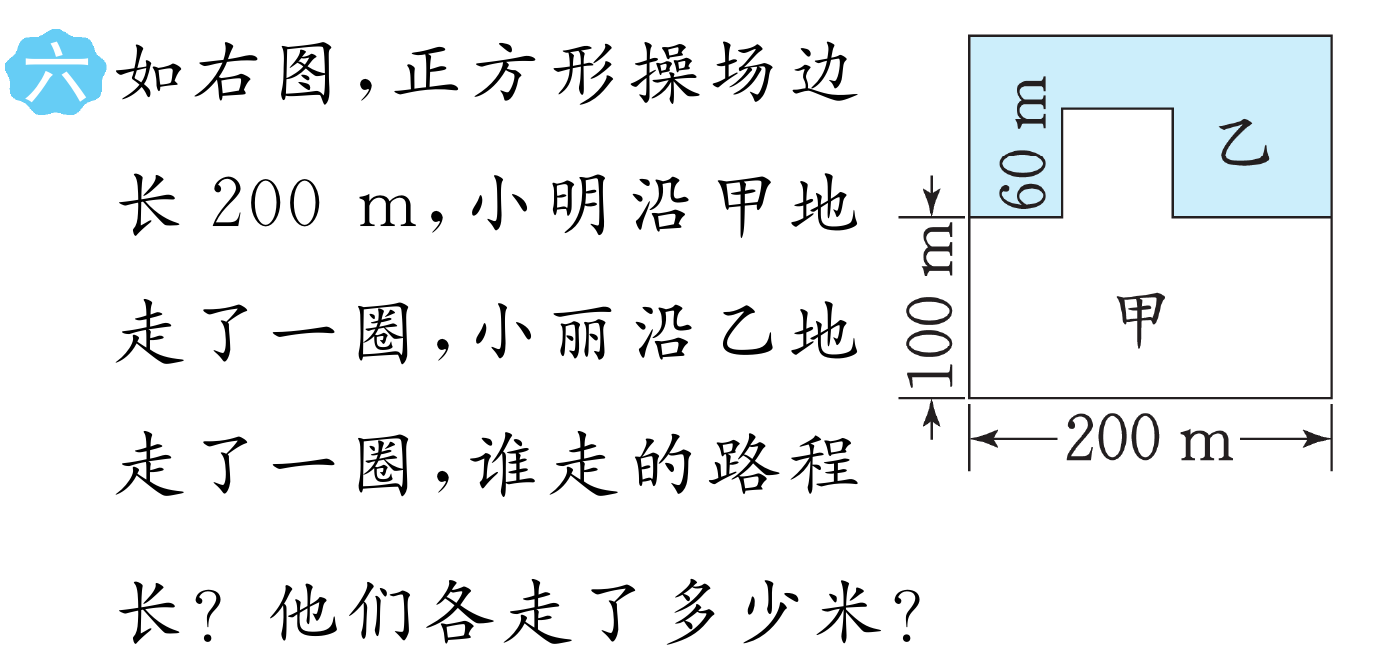 六 如右图,正方形操场边
长 200 m,小明沿甲地
走了一圈,小丽沿乙地
走了一圈,谁走的路程
长? 他们各走了多少米?
60 m
乙
100 m
甲
200 m